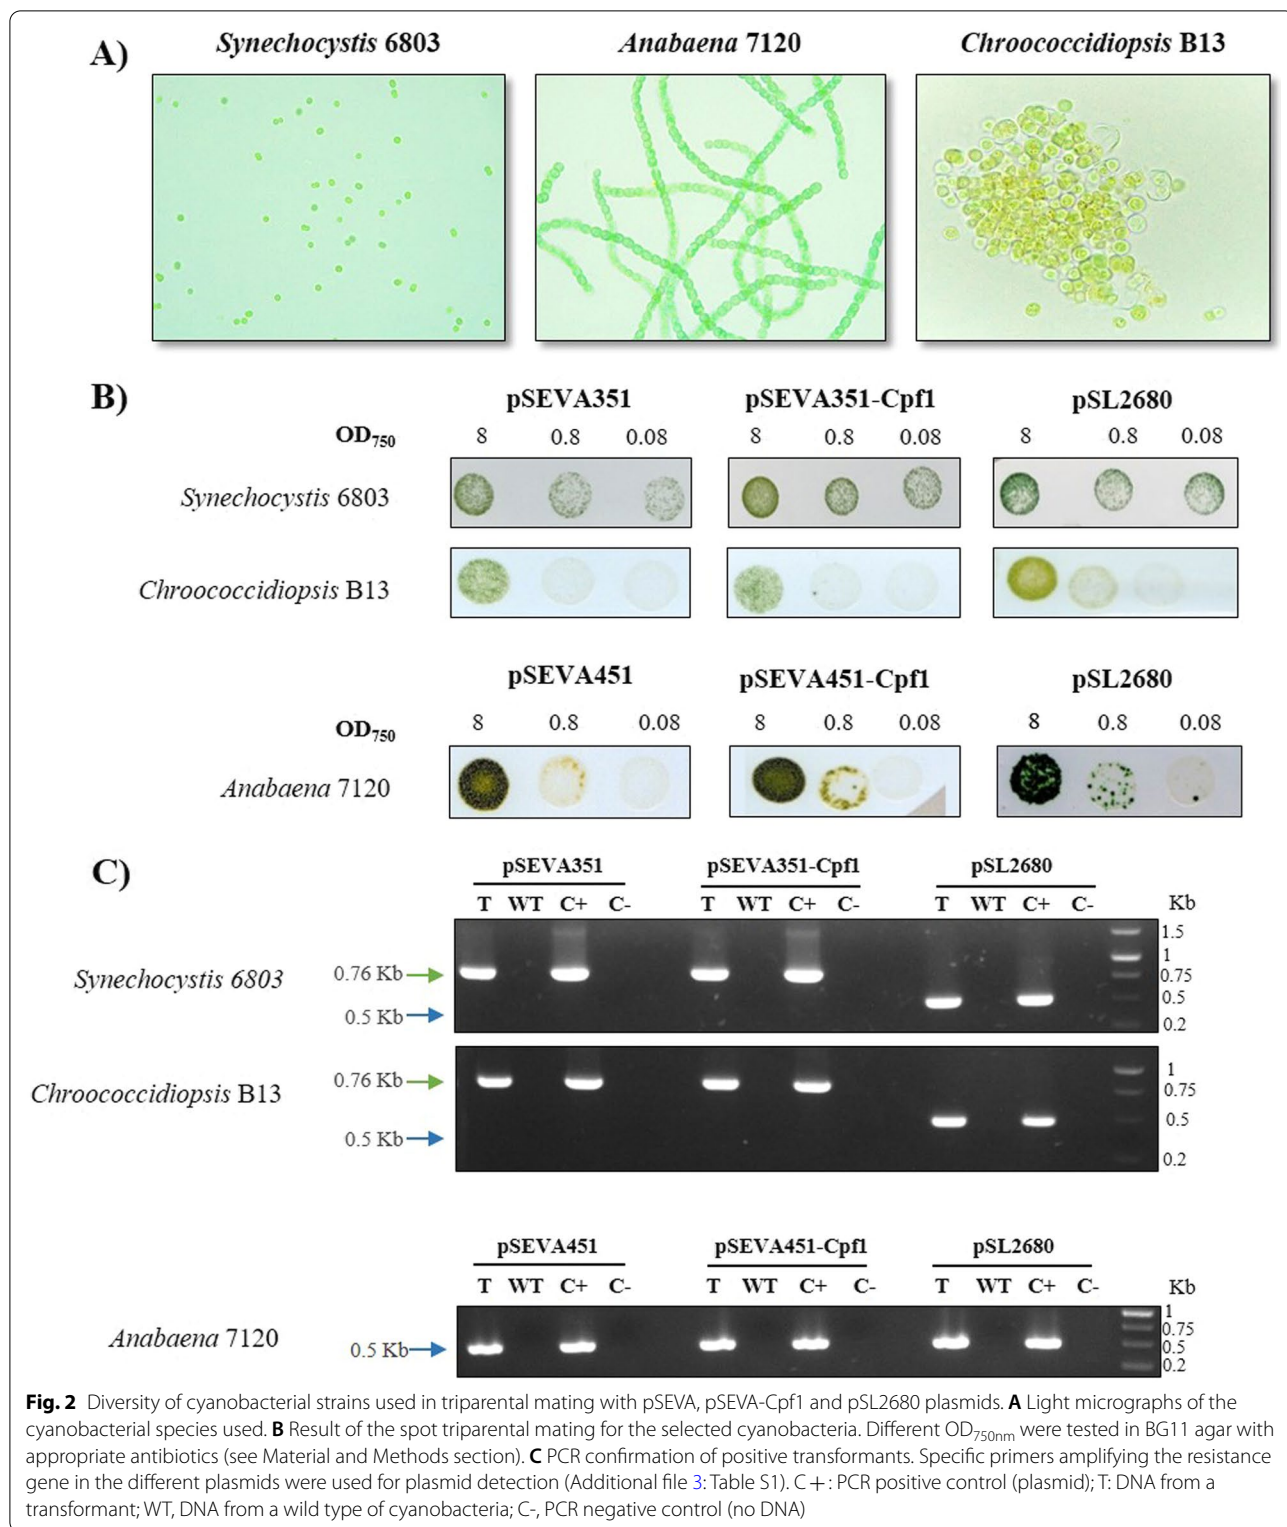 A)
Synechocystis 6803 Anabaena 7120 Chroococcidiopsis B13
B)
pSEVA351 pSEVA351-Cpf1 pSL2680
OD750 8 0.8 0.08 8 0.8 0.08 8 0.8 0.08
Synechocystis 6803
Chroococcidiopsis B13
pSEVA451 pSEVA451-Cpf1 pSL2680
OD750 8 0.8 0.08 8 0.8 0.08 8 0.8 0.08
Anabaena 7120
C)
pSEVA351 pSEVA351-Cpf1 pSL2680
T WT C+ C- T WT C+ C- T WT C+ C- Kb
1.5
1
Synechocystis 6803 0.76 Kb 0.75
0.5
0.5 Kb 0.2
1
Chroococcidiopsis B13 0.76 Kb 0.75
0.5
0.5 Kb
0.2
pSEVA451 pSEVA451-Cpf1 pSL2680
T WT C+ C- T WT C+ C- T WT C+ C- Kb
1
0.75
Anabaena 7120 0.5 Kb 0.5
0.2
Fig. 2 Diversity of cyanobacterial strains used in triparental mating with pSEVA, pSEVA-Cpf1 and pSL2680 plasmids. A Light micrographs of the
cyanobacterial species used. B Result of the spot triparental mating for the selected cyanobacteria. Different OD750nm were tested in BG11 agar with
appropriate antibiotics (see Material and Methods section). C PCR confirmation of positive transformants. Specific primers amplifying the resistance
gene in the different plasmids were used for plasmid detection (Additional file 3: Table S1). C+: PCR positive control (plasmid); T: DNA from a
transformant; WT, DNA from a wild type of cyanobacteria; C-, PCR negative control (no DNA)